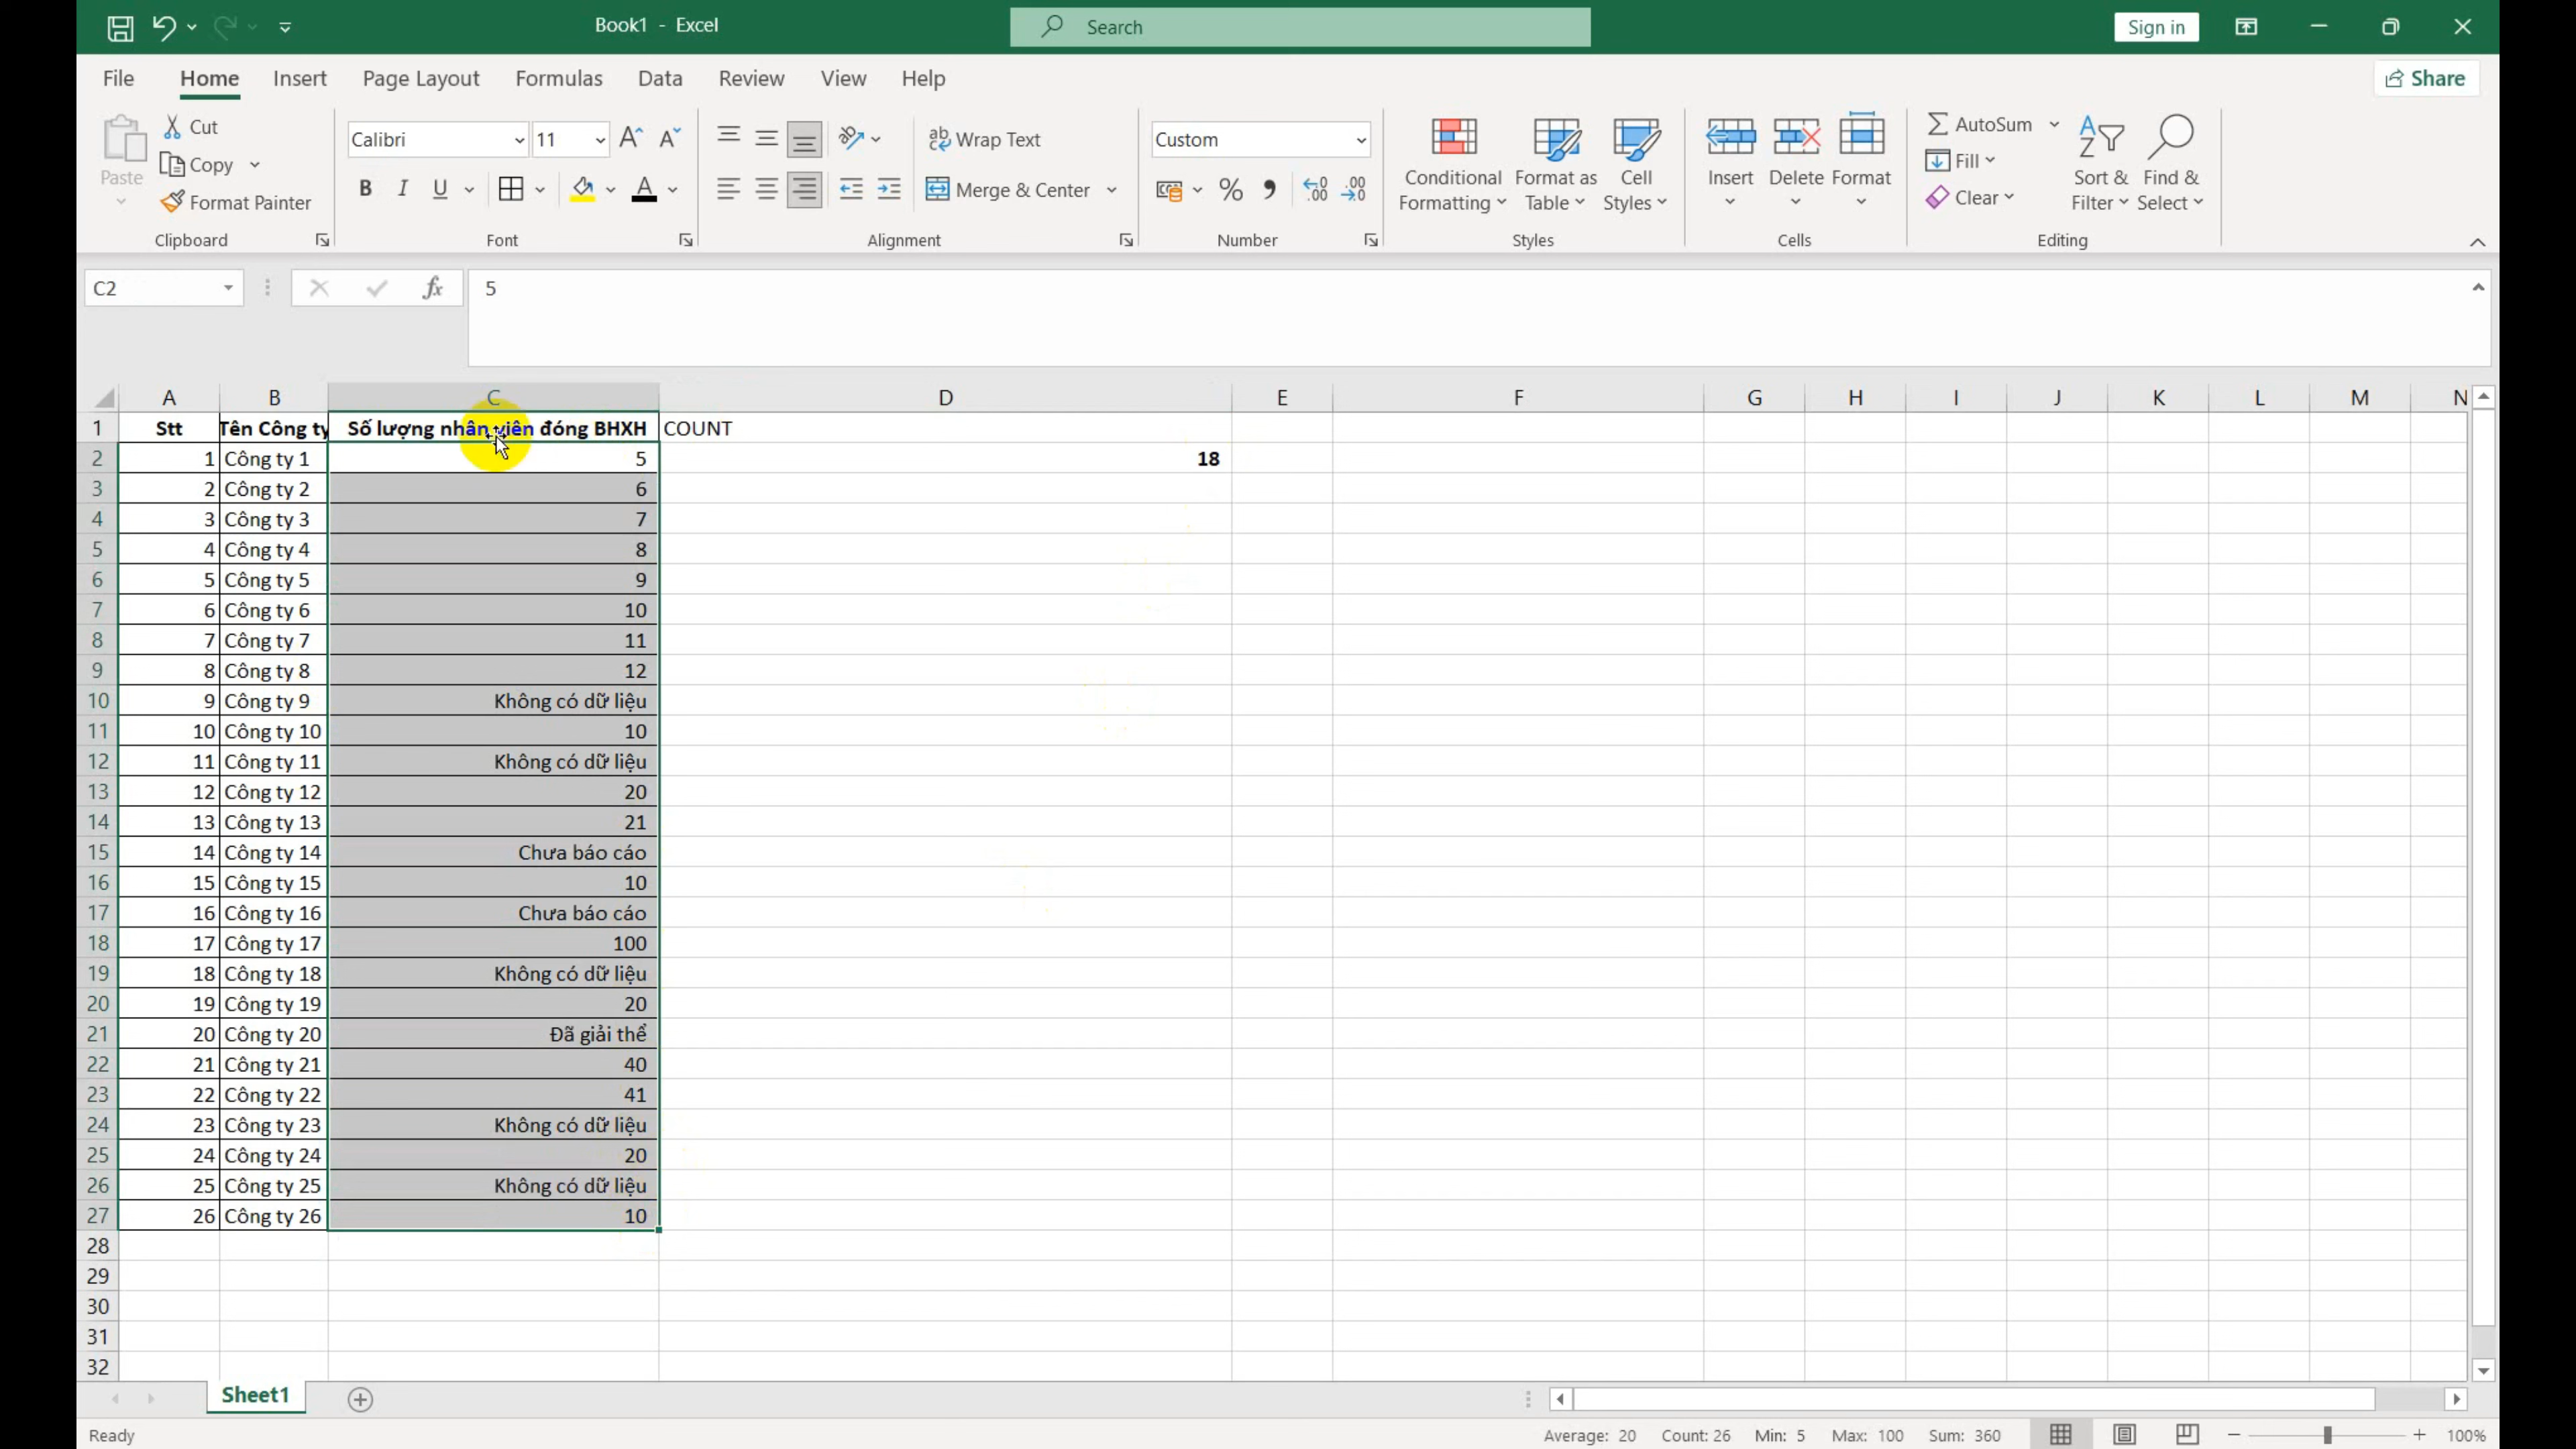 Book1 - Excel
Search
Sign in
File Home Insert Page Layout Formulas Data Review View Help
Share
Paste
Cut
Copy
Format Painter
Clipboard
Calibri 11
B I U
Font
Wrap Text
Merge & Center
Alignment
Custom
Number
Conditional Formatting
Format as Table
Cell Styles
Styles
Insert Delete Format
Cells
AutoSum
Fill
Clear
Sort & Filter
Find & Select
Editing
C2 fx 5
A B C D E F G H I J K L M N
1 Stt Tên Công ty Số lượng nhân viên đóng BHXH COUNT
2 1 Công ty 1 5 18
3 2 Công ty 2 6
4 3 Công ty 3 7
5 4 Công ty 4 8
6 5 Công ty 5 9
7 6 Công ty 6 10
8 7 Công ty 7 11
9 8 Công ty 8 12
10 9 Công ty 9 Không có dữ liệu
11 10 Công ty 10 10
12 11 Công ty 11 Không có dữ liệu
13 12 Công ty 12 20
14 13 Công ty 13 21
15 14 Công ty 14 Chưa báo cáo
16 15 Công ty 15 10
17 16 Công ty 16 Chưa báo cáo
18 17 Công ty 17 100
19 18 Công ty 18 Không có dữ liệu
20 19 Công ty 19 20
21 20 Công ty 20 Đã giải thể
22 21 Công ty 21 40
23 22 Công ty 22 41
24 23 Công ty 23 Không có dữ liệu
25 24 Công ty 24 20
26 25 Công ty 25 Không có dữ liệu
27 26 Công ty 26 10
28
29
30
31
32
Sheet1
Ready Average: 20 Count: 26 Min: 5 Max: 100 Sum: 360 100%